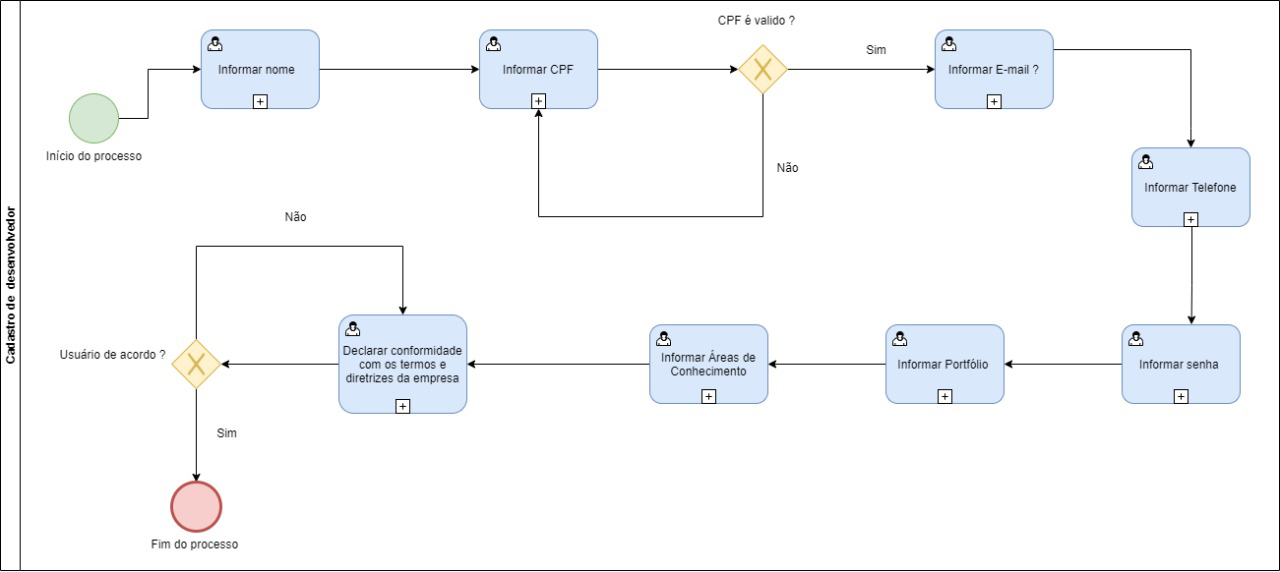 Cadastro de desenvolvedor
Início do processo
Informar nome
Informar CPF
CPF é valido ?
Sim
Não
Informar E-mail ?
Informar Telefone
Informar senha
Informar Portfólio
Informar Áreas de
Conhecimento
Declarar conformidade
com os termos e
diretrizes da empresa
Usuário de acordo ?
Não
Sim
Fim do processo